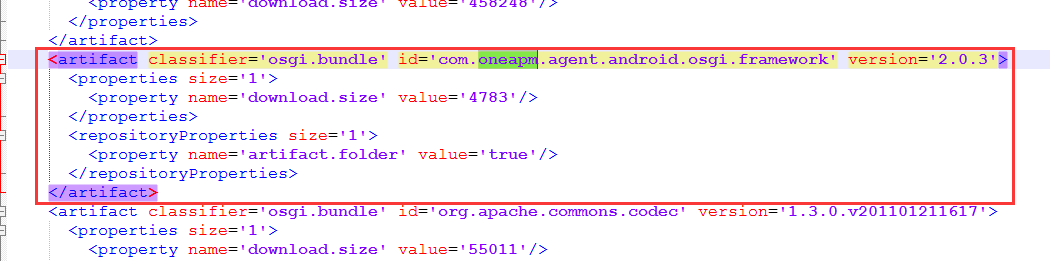 <property name='download.size' value='458248'/>
</properties>
</artifact>
<artifact classifier='osgi.bundle' id='com.oneapm.agent.android.osgi.framework' version='2.0.3'>
<properties size='1'>
<property name='download.size' value='4783'/>
</properties>
<repositoryProperties size='1'>
<property name='artifact.folder' value='true'/>
</repositoryProperties>
</artifact>
<artifact classifier='osgi.bundle' id='org.apache.commons.codec' version='1.3.0.v201101211617'>
<properties size='1'>
<property name='download.size' value='55011'/>